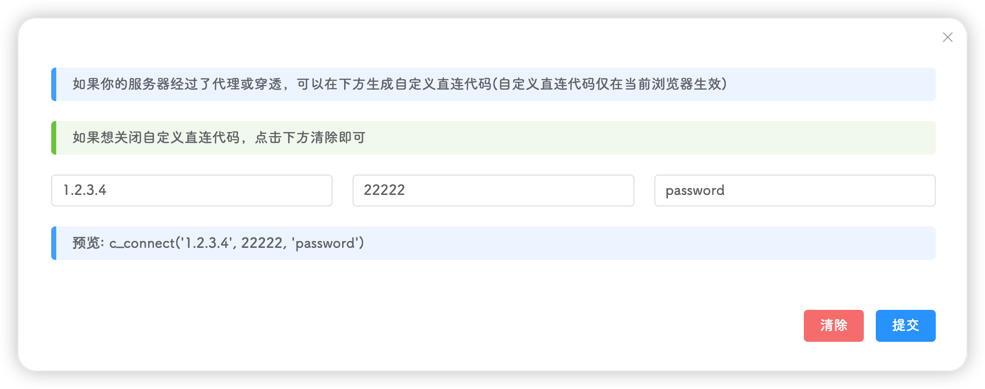 如果你的服务器经过了代理或穿透，可以在下方生成自定义直连代码(自定义直连代码仅在当前浏览器生效)
如果想关闭自定义直连代码，点击下方清除即可
1.2.3.4 22222 password
预览: c_connect('1.2.3.4', 22222, 'password')
清除 提交